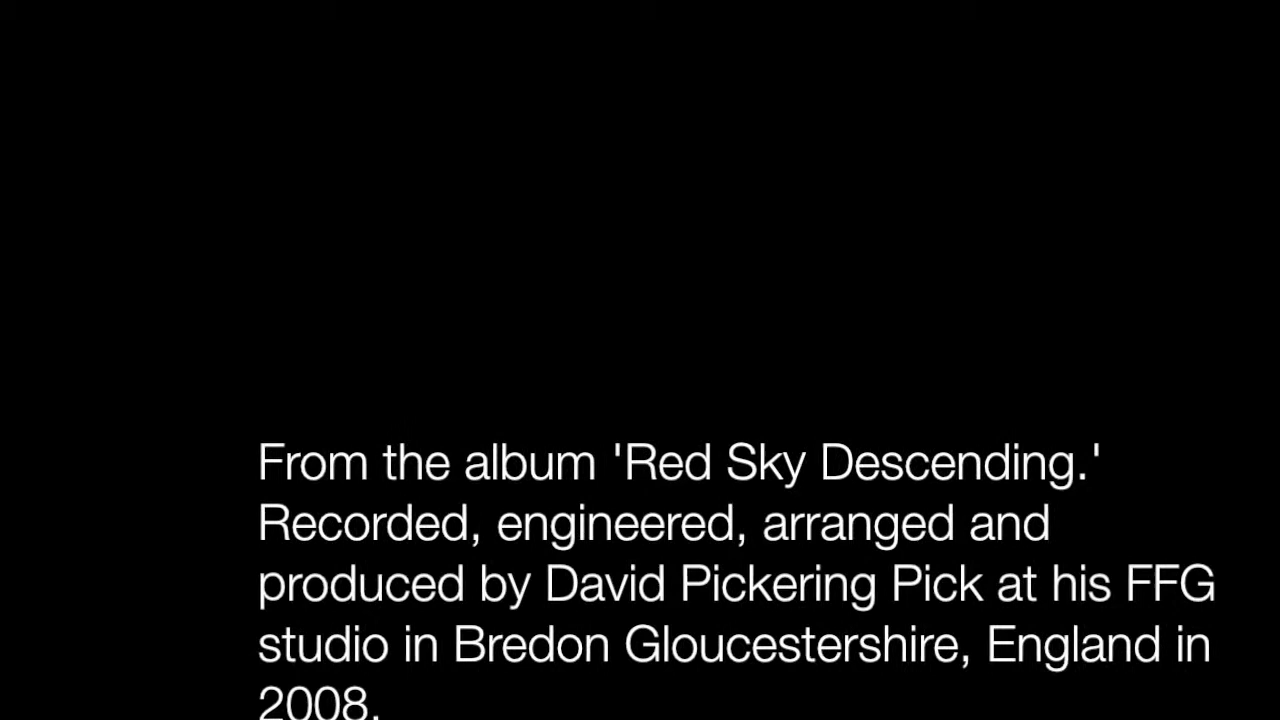 From the album 'Red Sky Descending.'
Recorded, engineered, arranged and
produced by David Pickering Pick at his FFG
studio in Bredon Gloucestershire, England in
2008.